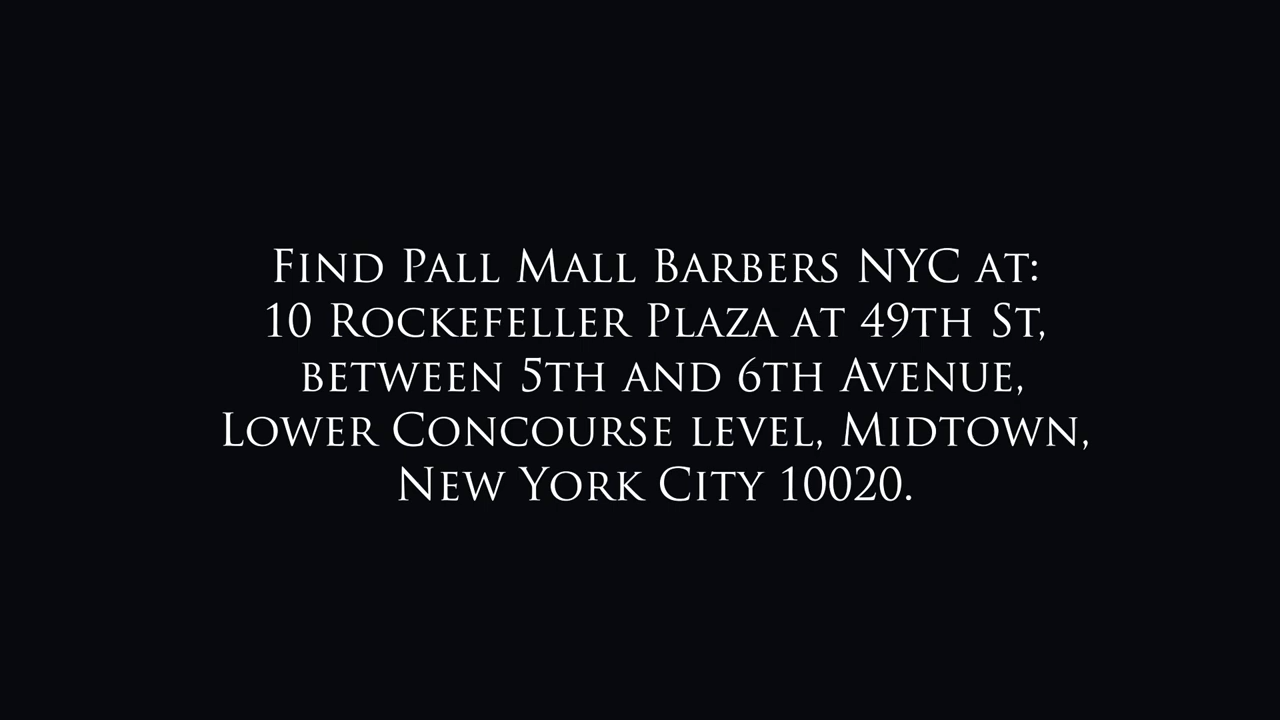 Find Pall Mall Barbers NYC at:
10 Rockefeller Plaza at 49th St,
between 5th and 6th Avenue,
Lower Concourse level, Midtown,
New York City 10020.